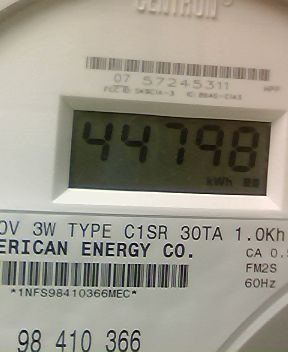 CENTRON
07 57245311
44798
kWh
0V 3W TYPE C1SR 30TA 1.0Kh
ERICAN ENERGY CO.
CA 0.
FM2S
*1NFS98410366MEC*
60Hz
98 410 366